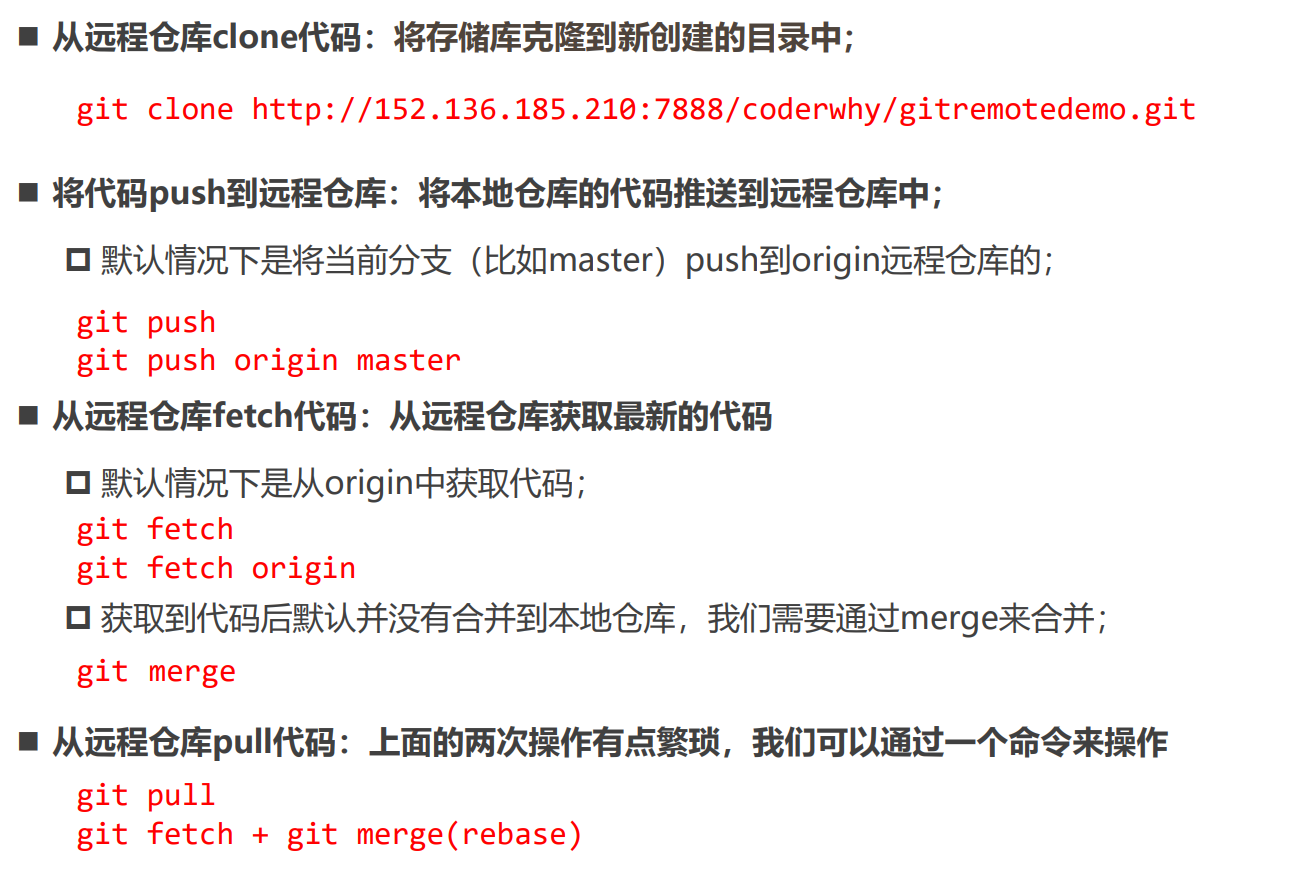 从远程仓库clone代码：将存储库克隆到新创建的目录中；
git clone http://152.136.185.210:7888/coderwhy/gitremotedemo.git
将代码push到远程仓库：将本地仓库的代码推送到远程仓库中；
默认情况下是将当前分支（比如master）push到origin远程仓库的；
git push
git push origin master
从远程仓库fetch代码：从远程仓库获取最新的代码
默认情况下是从origin中获取代码；
git fetch
git fetch origin
获取到代码后默认并没有合并到本地仓库，我们需要通过merge来合并；
git merge
从远程仓库pull代码：上面的两次操作有点繁琐，我们可以通过一个命令来操作
git pull
git fetch + git merge(rebase)